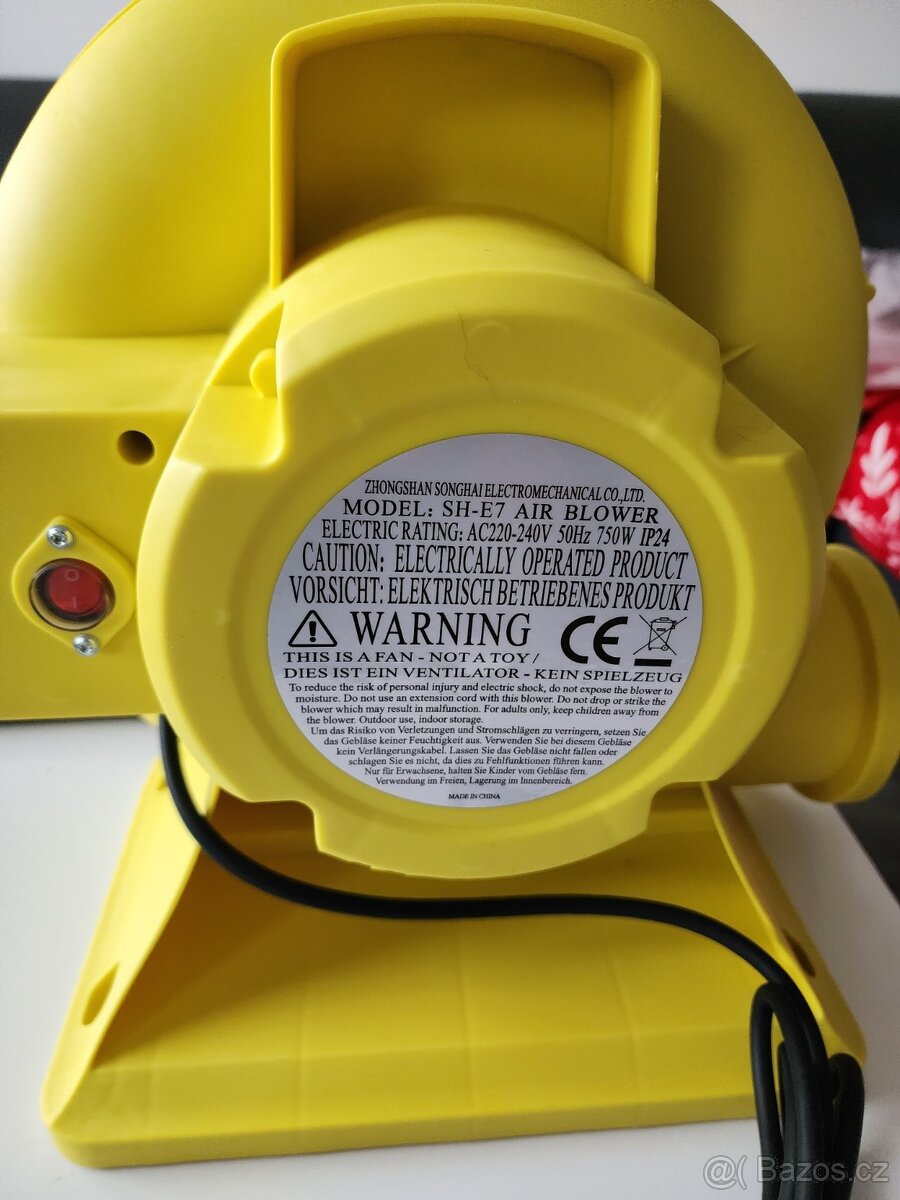 ZHONGSHAN SONGHAI ELECTROMECHANICAL CO.,LTD.
MODEL: SH-E7 AIR BLOWER
ELECTRIC RATING: AC220-240V 50Hz 750W IP24
CAUTION: ELECTRICALLY OPERATED PRODUCT
VORSICHT: ELEKTRISCH BETRIEBENES PRODUKT
WARNING CE
THIS IS A FAN - NOT A TOY /
DIES IST EIN VENTILATOR - KEIN SPIELZEUG
To reduce the risk of personal injury and electric shock, do not expose the blower to
moisture. Do not use an extension cord with this blower. Do not drop or strike the
blower which may result in malfunction. For adults only, keep children away from
the blower. Outdoor use, indoor storage.
Um das Risiko von Verletzungen und Stromschlägen zu verringern, setzen Sie
das Gebläse keiner Feuchtigkeit aus. Verwenden Sie bei diesem Gebläse
kein Verlängerungskabel. Lassen Sie das Gebläse nicht fallen oder
schlagen Sie es nicht, da dies zu Fehlfunktionen führen kann.
Nur für Erwachsene, halten Sie Kinder vom Gebläse fern.
Verwendung im Freien, Lagerung im Innenbereich.
MADE IN CHINA
@( Bazos.cz